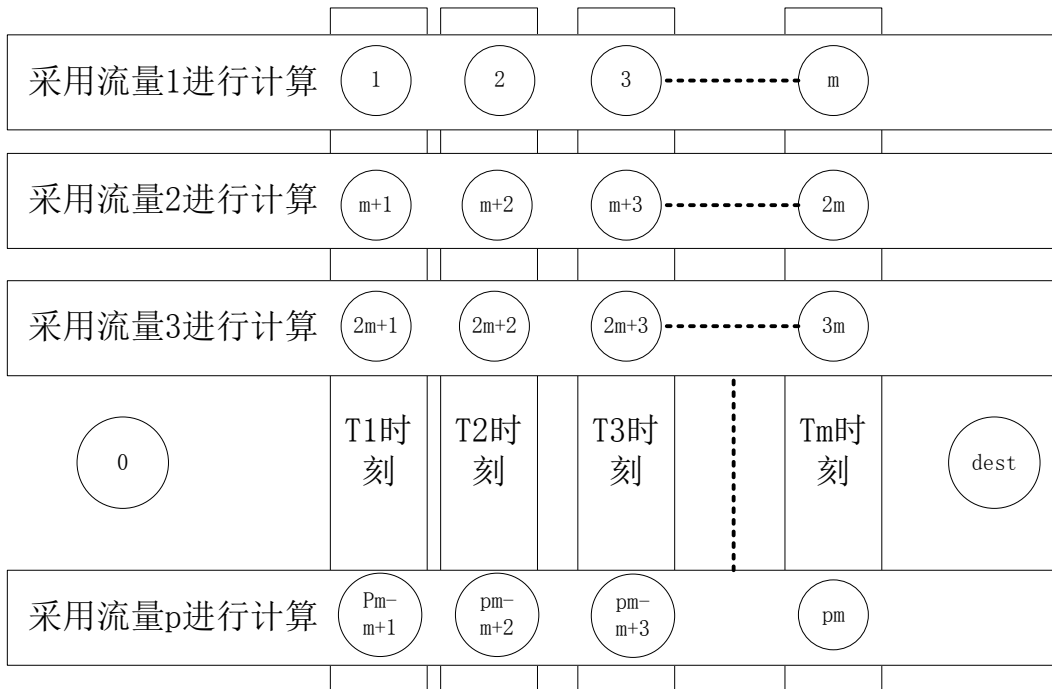 采用流量1进行计算 1 2 3 m
采用流量2进行计算 m+1 m+2 m+3 2m
采用流量3进行计算 2m+1 2m+2 2m+3 3m
0
T1时
刻
T2时
刻
T3时
刻
Tm时
刻
dest
采用流量p进行计算
Pm-
m+1
pm-
m+2
pm-
m+3
pm